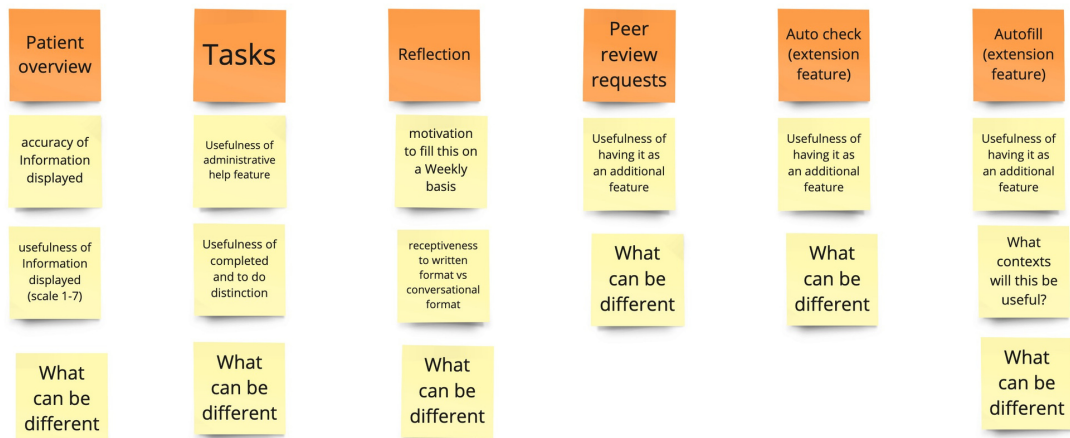 Patient
overview
Tasks
Reflection
Peer
review
requests
Auto check
(extension
feature)
Autofill
(extension
feature)
accuracy of
Information
displayed
Usefulness of
administrative
help feature
motivation
to fill this on
a Weekly
basis
Usefulness of
having it as
an additional
feature
Usefulness of
having it as
an additional
feature
Usefulness of
having it as
an additional
feature
usefulness of
Information
displayed
(scale 1-7)
Usefulness of
completed
and to do
distinction
receptiveness
to written
format vs
conversational
format
What
can be
different
What
can be
different
What
contexts
will this be
useful?
What
can be
different
What
can be
different
What
can be
different
What
can be
different